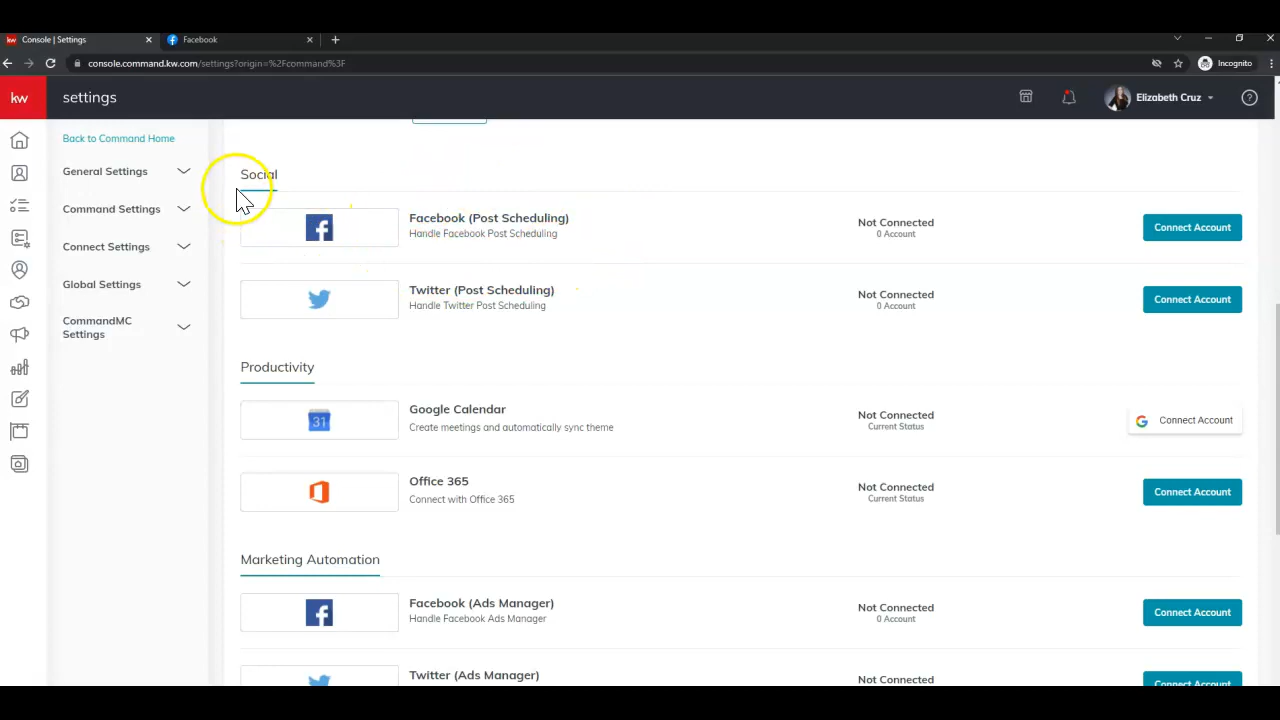 Console | Settings
Facebook
console.command.kw.com/settings?origin=%2Fcommand%3F
Incognito
kw
settings
Elizabeth Cruz
Back to Command Home
General Settings
Command Settings
Connect Settings
Global Settings
CommandMC
Settings
Social
Facebook (Post Scheduling)
Handle Facebook Post Scheduling
Not Connected
0 Account
Connect Account
Twitter (Post Scheduling)
Handle Twitter Post Scheduling
Not Connected
0 Account
Connect Account
Productivity
31
Google Calendar
Create meetings and automatically sync theme
Not Connected
Current Status
Connect Account
Office 365
Connect with Office 365
Not Connected
Current Status
Connect Account
Marketing Automation
Facebook (Ads Manager)
Handle Facebook Ads Manager
Not Connected
0 Account
Connect Account
Twitter (Ads Manager)
Not Connected
Connect Account